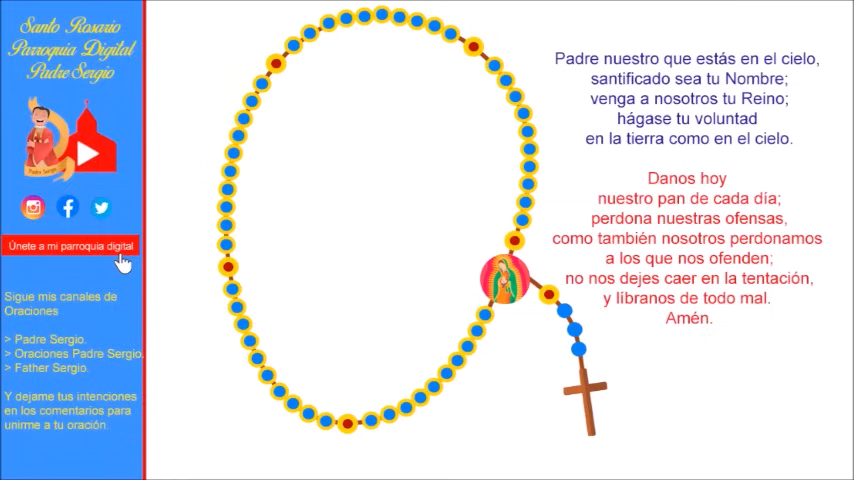 Santo Rosario
Parroquia Digital
Padre Sergio
Padre Sergio
Únete a mi parroquia digital
Sigue mis canales de
Oraciones
> Padre Sergio.
> Oraciones Padre Sergio.
> Father Sergio.
Y dejame tus intenciones
en los comentarios para
unirme a tu oración.
Padre nuestro que estás en el cielo,
santificado sea tu Nombre;
venga a nosotros tu Reino;
hágase tu voluntad
en la tierra como en el cielo.
Danos hoy
nuestro pan de cada día;
perdona nuestras ofensas,
como también nosotros perdonamos
a los que nos ofenden;
no nos dejes caer en la tentación,
y líbranos de todo mal.
Amén.